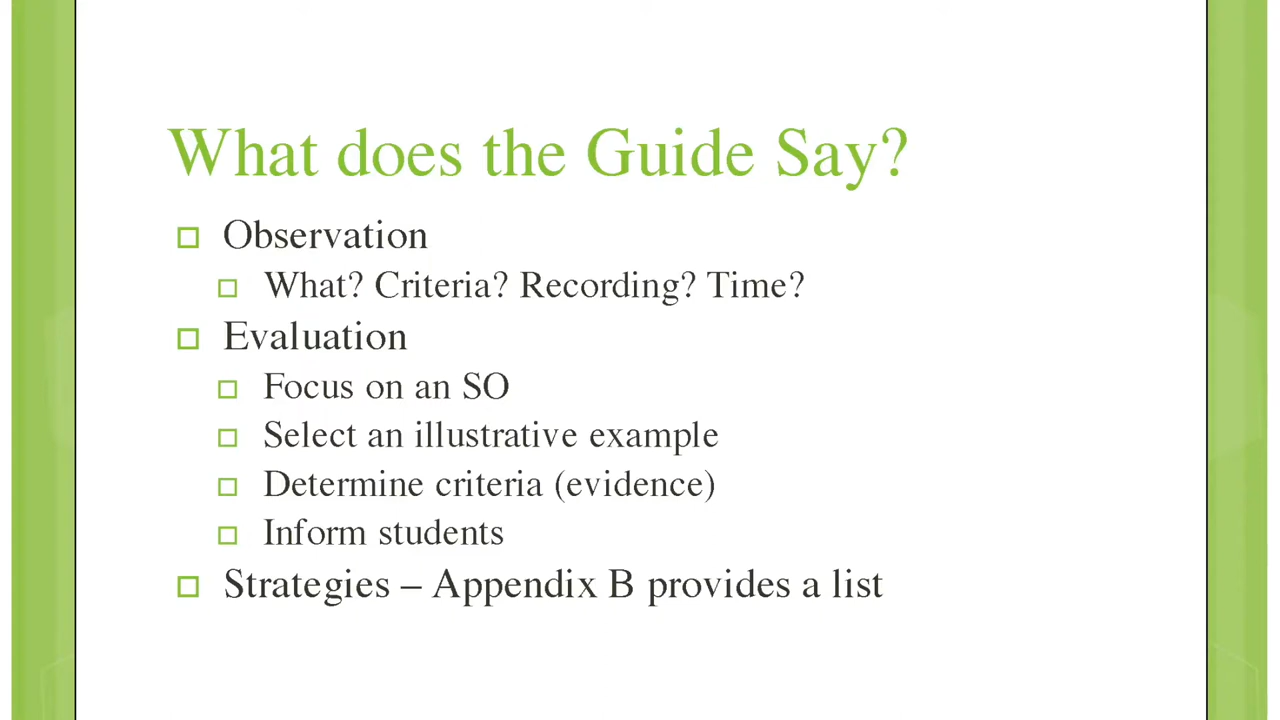 What does the Guide Say?
Observation
What? Criteria? Recording? Time?
Evaluation
Focus on an SO
Select an illustrative example
Determine criteria (evidence)
Inform students
Strategies – Appendix B provides a list